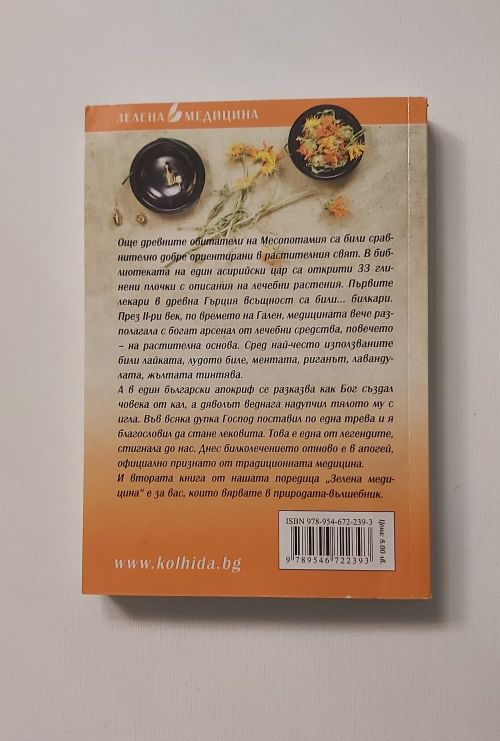 ЗЕЛЕНА МЕДИЦИНА
Още древните обитатели на Месопотамия са били срав-
нително добре ориентирани в растителния свят. В биб-
лиотеката на един асирийски цар са открити 33 гли-
нени плочки с описания на лечебни растения. Първите
лекари в древна Гърция всъщност са били... билкари.
През II-ри век, по времето на Гален, медицината вече раз-
полагала с богат арсенал от лечебни средства, повечето
– на растителна основа. Сред най-често използваните
били лайката, лудото биле, ментата, риганът, лаванду-
лата, жълтата тинтява.
А в един български апокриф се разказва как Бог създал
човека от кал, а дяволът веднага надупчил тялото му с
игла. Във всяка дупка Господ поставил по една трева и я
благословил да стане лековита. Това е една от легендите,
стигнала до нас. Днес билколечението отново е в апогей,
официално признато от традиционната медицина.
И втората книга от нашата поредица „Зелена меди-
цина“ е за вас, които вярвате в природата-вълшебник.
ISBN 978-954-672-239-3
9 789546 722393
Цена: 8.00 лв.
www.kolhida.bg